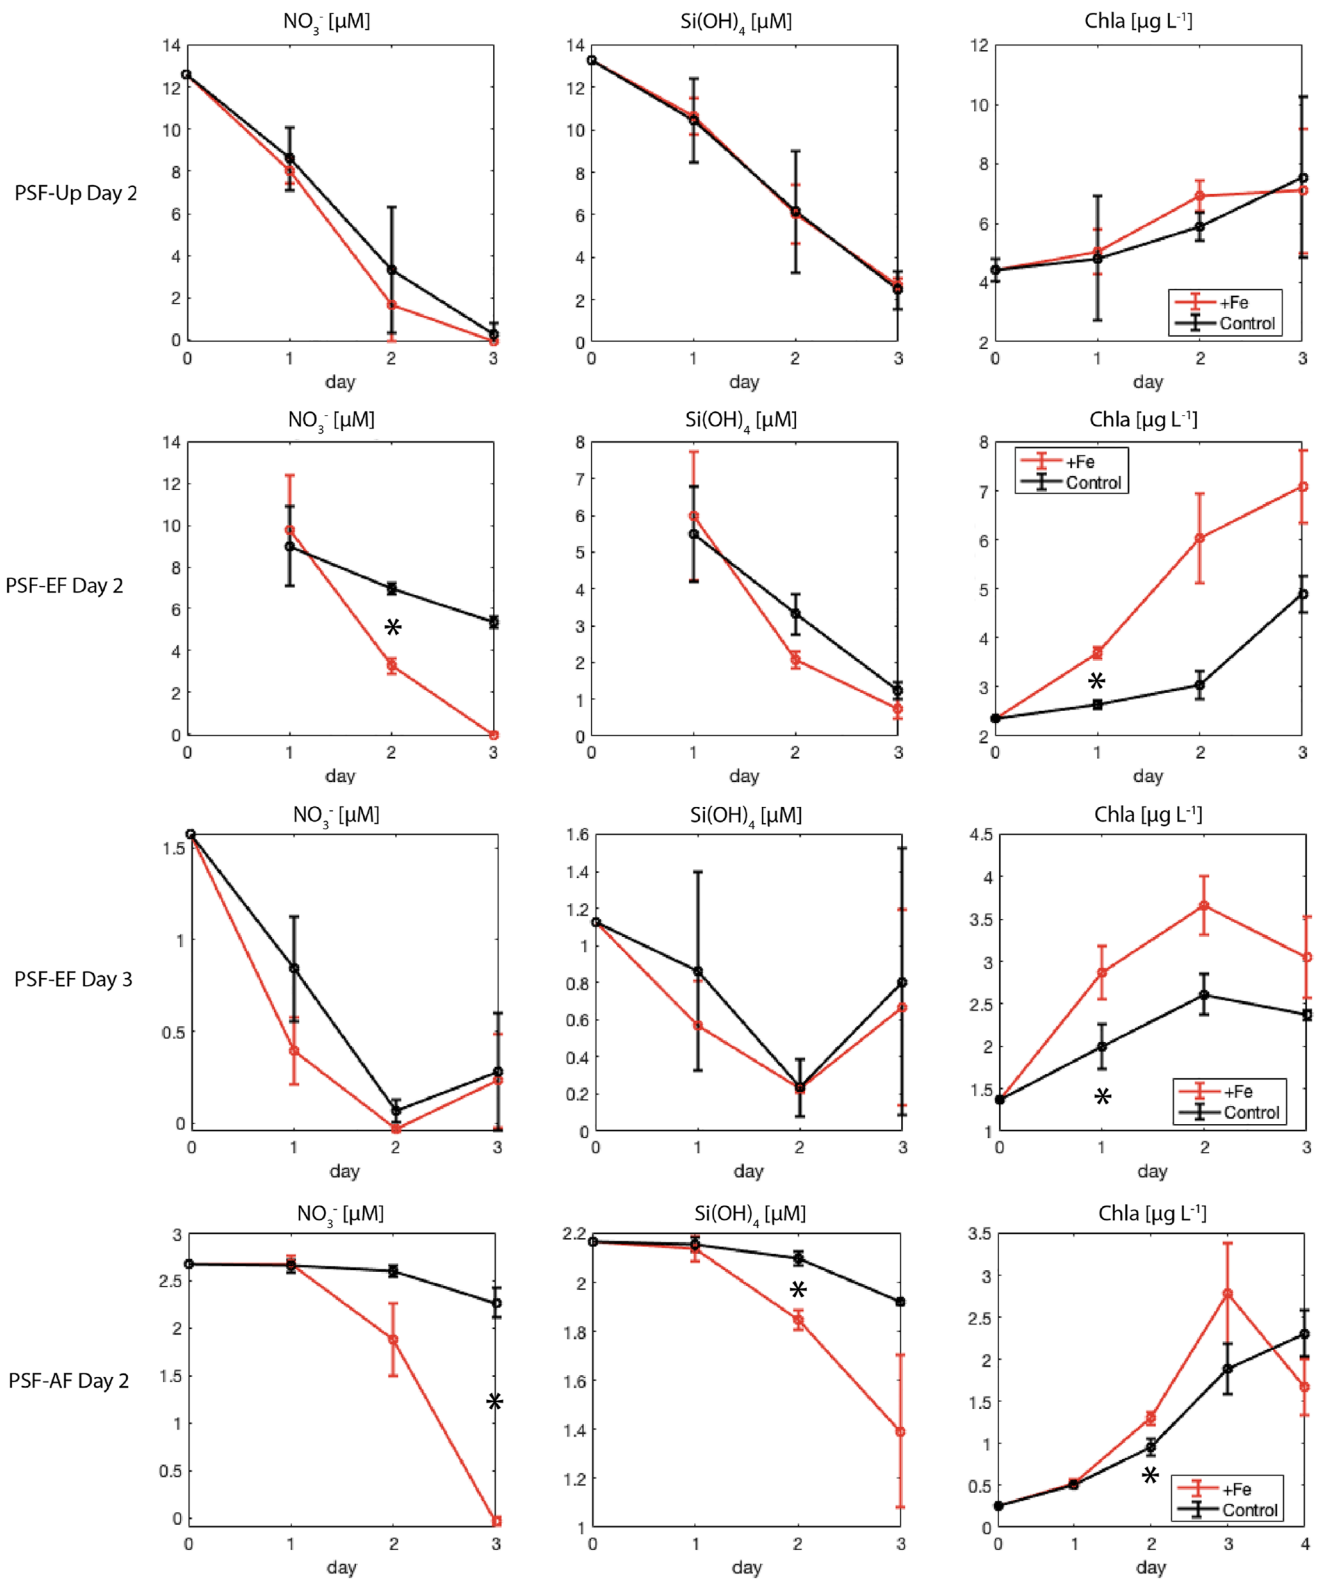 NO₃⁻ [µM] Si(OH)₄ [µM] Chla [µg L⁻¹]
14 14 12
12 12 10
10 10 8
8 8 6
6 6 4
4 4 2
2 2
0 0
PSF-Up Day 2
+Fe
Control
0 1 2 3 0 1 2 3 0 1 2 3
day day day
NO₃⁻ [µM] Si(OH)₄ [µM] Chla [µg L⁻¹]
14 8 8
12 7 7
10 6 6
8 5 5
6 4 4
4 3 3
2 2 2
0 1
0
PSF-EF Day 2
+Fe
Control
*
*
0 1 2 3 0 1 2 3 0 1 2 3
day day day
NO₃⁻ [µM] Si(OH)₄ [µM] Chla [µg L⁻¹]
1.5 1.6 4.5
1 1.4 4
0.5 1.2 3.5
0 1 3
0.8 2.5
0.6 2
0.4 1.5
0.2 1
0
PSF-EF Day 3
+Fe
Control
*
0 1 2 3 0 1 2 3 0 1 2 3
day day day
NO₃⁻ [µM] Si(OH)₄ [µM] Chla [µg L⁻¹]
3 2.2 3.5
2.5 2 3
2 1.8 2.5
1.5 1.6 2
1 1.4 1.5
0.5 1.2 1
0 1 0.5
0
PSF-AF Day 2
*
*
*
+Fe
Control
0 1 2 3 0 1 2 3 0 1 2 3 4
day day day